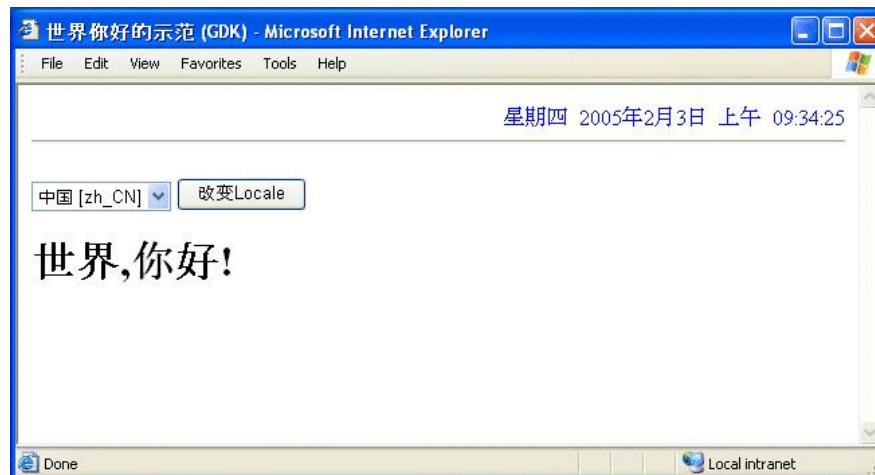 世界你好的示范 (GDK) - Microsoft Internet Explorer
File Edit View Favorites Tools Help
星期四 2005年2月3日 上午 09:34:25
中国 [zh_CN] 改变Locale
世界,你好!
Done Local intranet